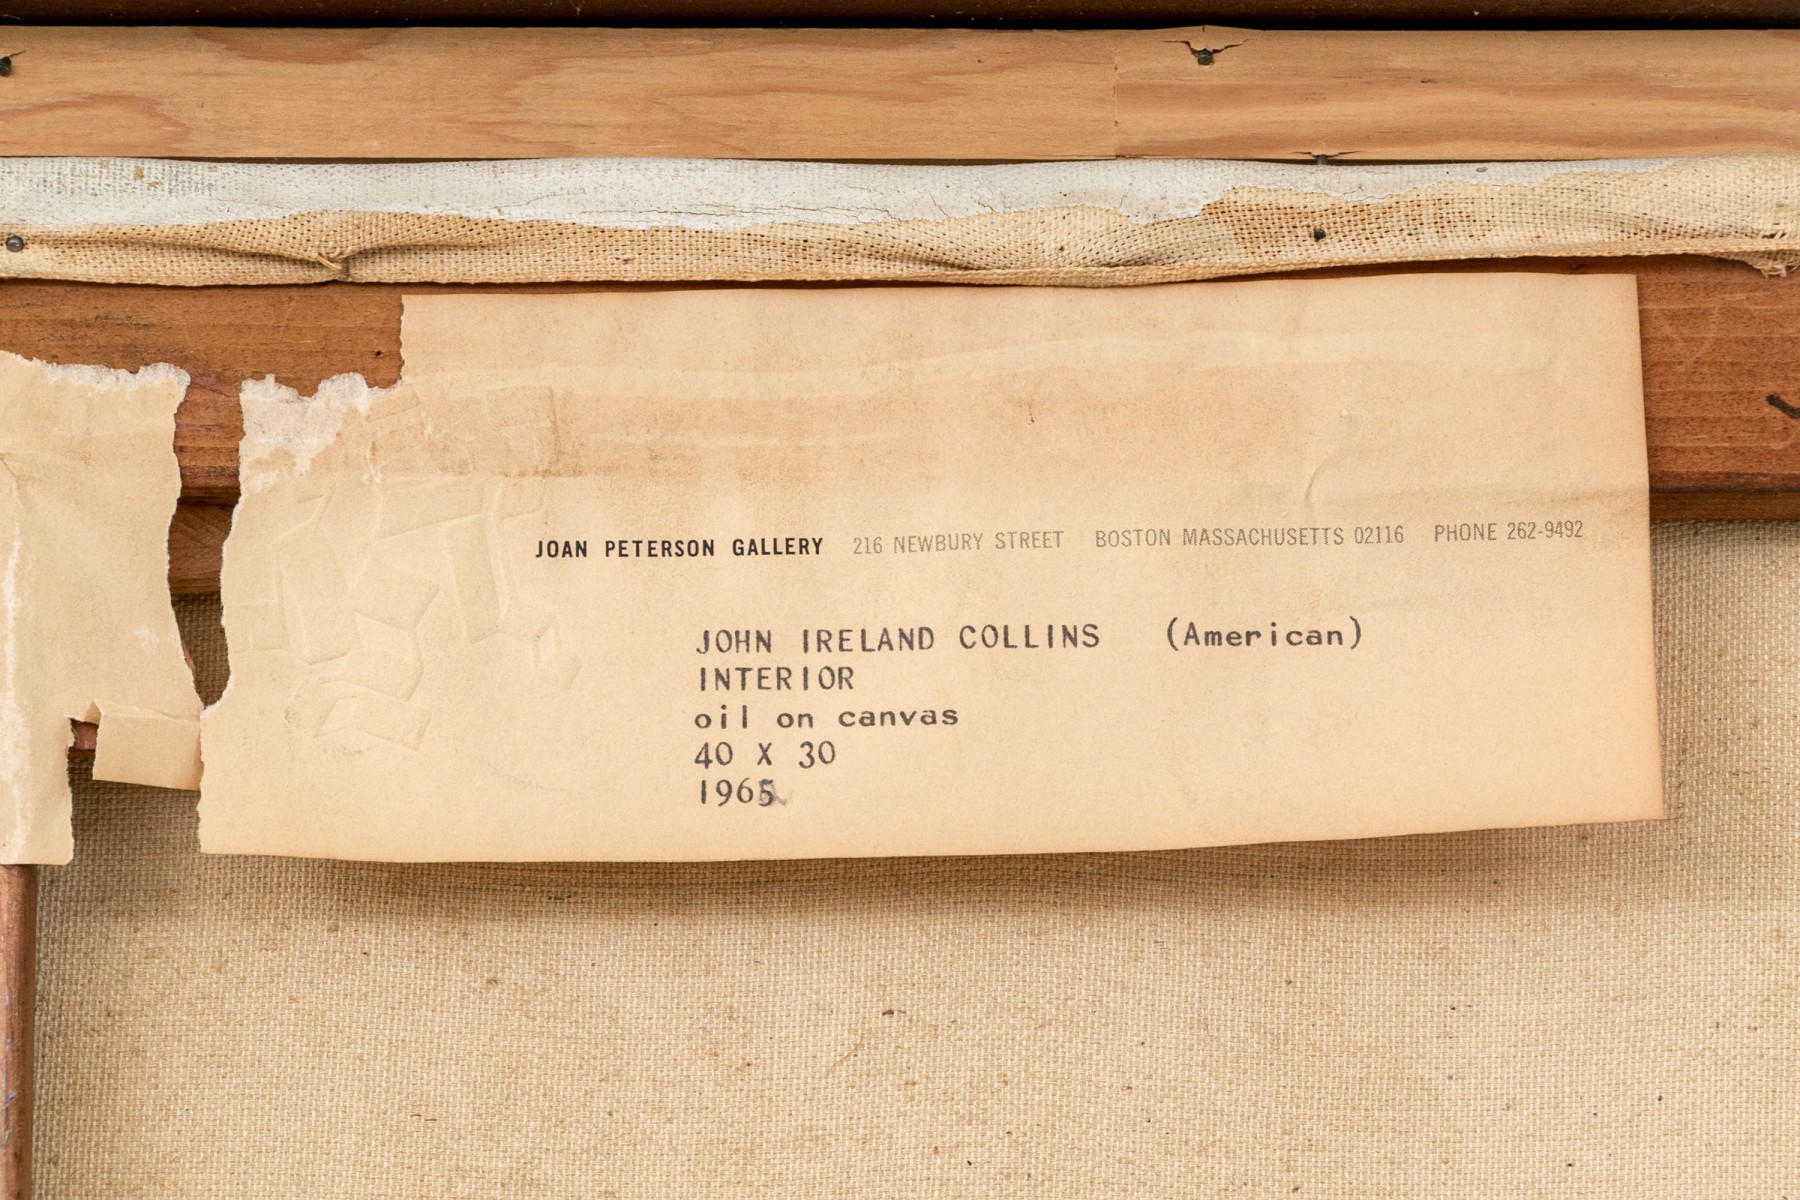 JOAN PETERSON GALLERY 216 NEWBURY STREET BOSTON MASSACHUSETTS 02116 PHONE 262-9492
JOHN IRELAND COLLINS (American)
INTERIOR
oil on canvas
40 X 30
1965